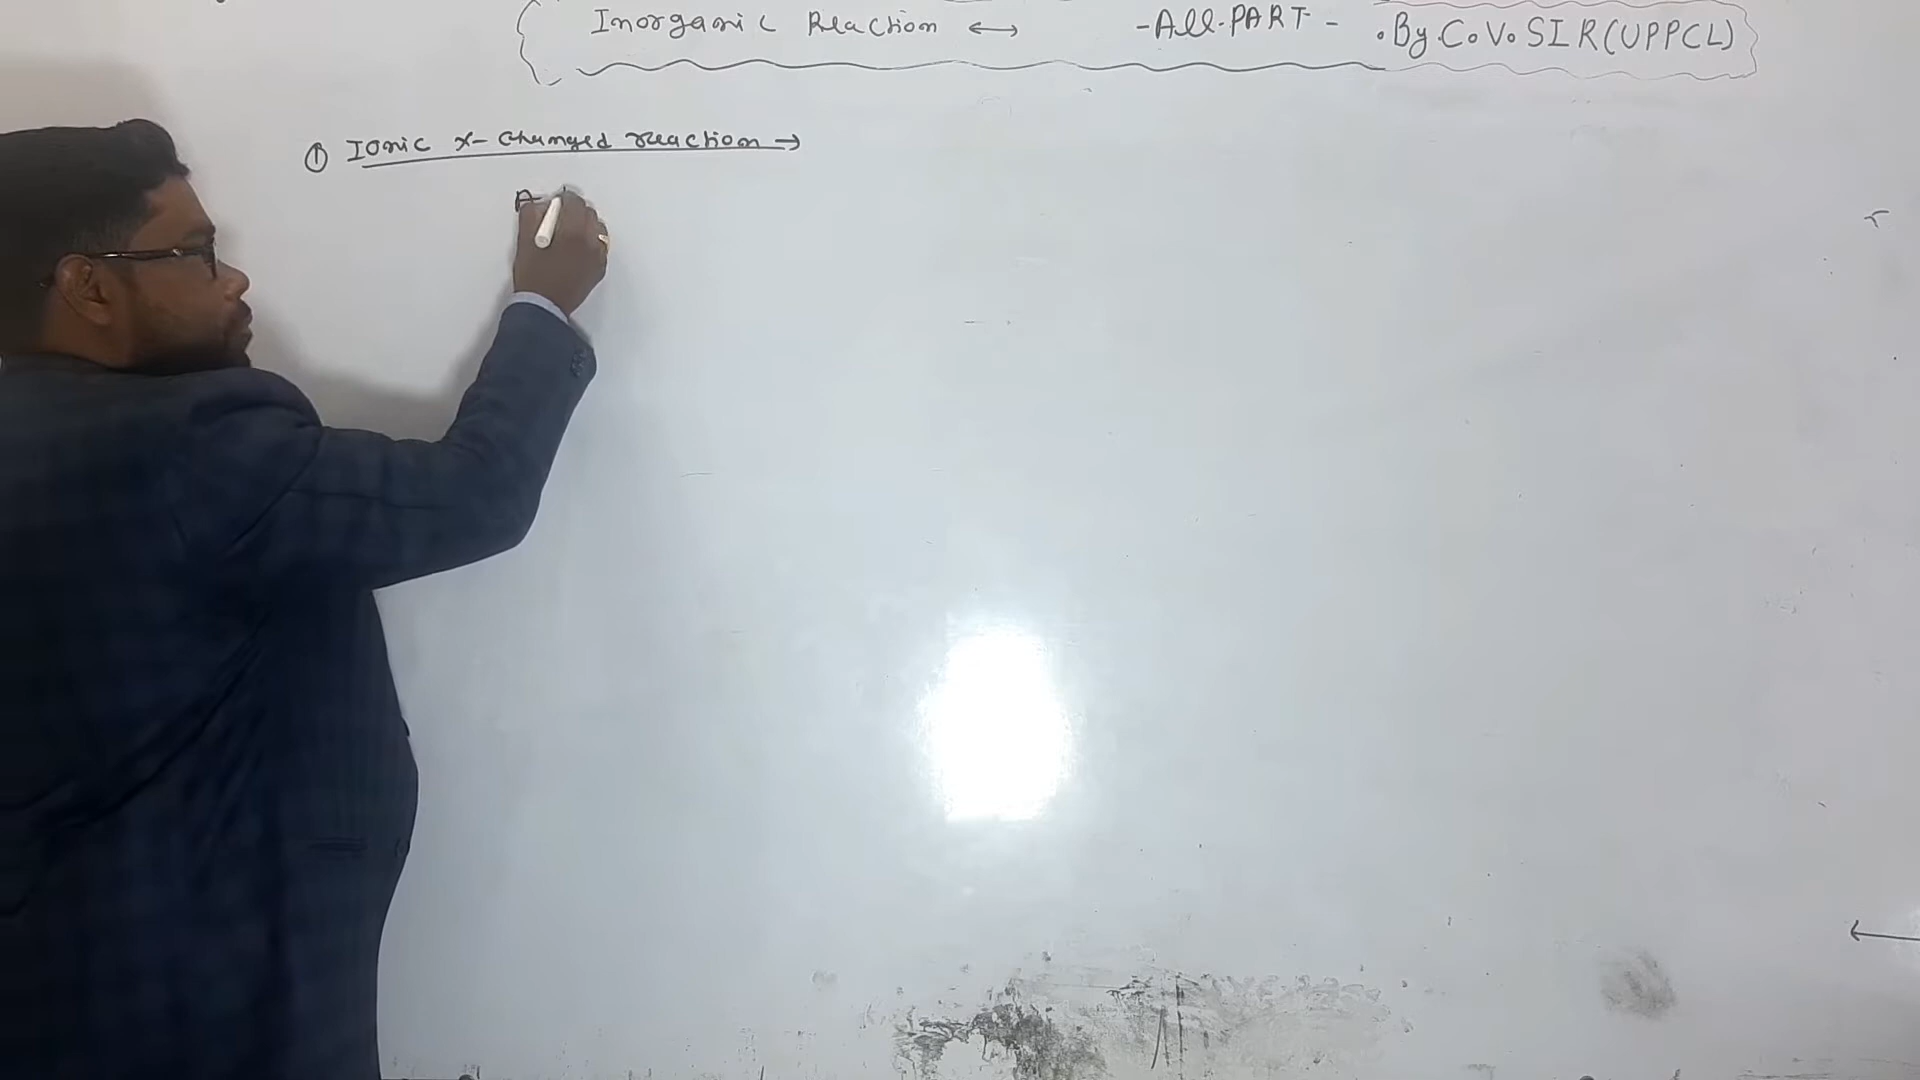 Inorganic Reaction ↔ -All.PART- .By.C.V.SIR(UPPCL)
① Ionic x-changed reaction →
A